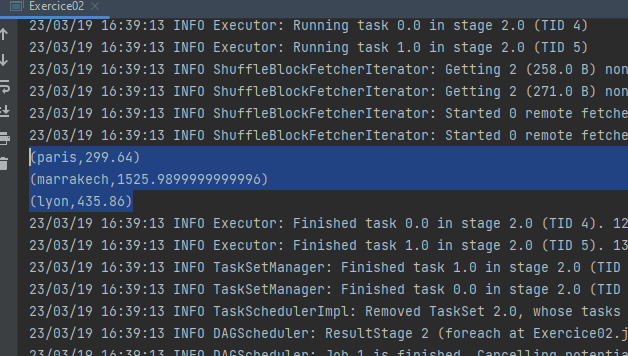 Exercice02
23/03/19 16:39:13 INFO Executor: Running task 0.0 in stage 2.0 (TID 4)
23/03/19 16:39:13 INFO Executor: Running task 1.0 in stage 2.0 (TID 5)
23/03/19 16:39:13 INFO ShuffleBlockFetcherIterator: Getting 2 (258.0 B) non
23/03/19 16:39:13 INFO ShuffleBlockFetcherIterator: Getting 2 (271.0 B) non
23/03/19 16:39:13 INFO ShuffleBlockFetcherIterator: Started 0 remote fetche
23/03/19 16:39:13 INFO ShuffleBlockFetcherIterator: Started 0 remote fetche
(paris,299.64)
(marrakech,1525.9899999999996)
(lyon,435.86)
23/03/19 16:39:13 INFO Executor: Finished task 0.0 in stage 2.0 (TID 4). 12
23/03/19 16:39:13 INFO Executor: Finished task 1.0 in stage 2.0 (TID 5). 13
23/03/19 16:39:13 INFO TaskSetManager: Finished task 1.0 in stage 2.0 (TID
23/03/19 16:39:13 INFO TaskSetManager: Finished task 0.0 in stage 2.0 (TID
23/03/19 16:39:13 INFO TaskSchedulerImpl: Removed TaskSet 2.0, whose tasks
23/03/19 16:39:13 INFO DAGScheduler: ResultStage 2 (foreach at Exercice02.j
23/03/19 16:39:13 INFO DAGScheduler: Job 1 is finished. Cancelling potentio